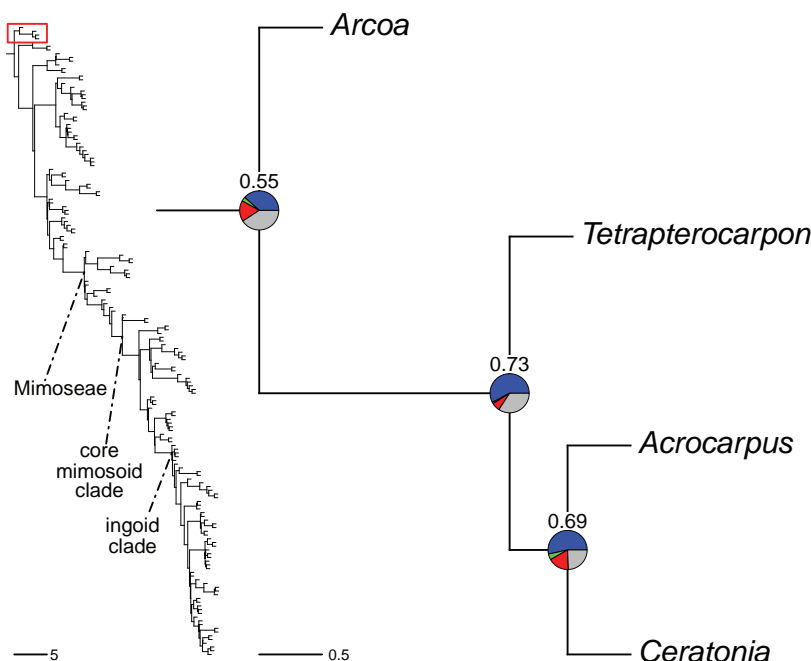 Arcoa
0.55
Tetrapterocarpon
0.73
Mimoseae
Acrocarpus
core
mimosoid
clade
0.69
ingoid
clade
5
0.5
Ceratonia